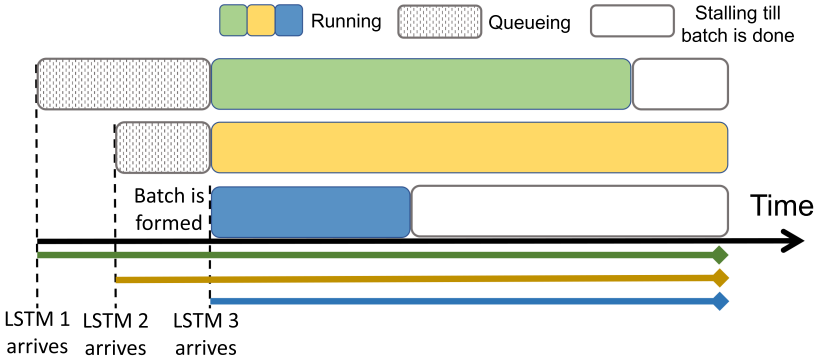 Running
Queueing
Stalling till
batch is done
Batch is
formed
Time
LSTM 1
arrives
LSTM 2
arrives
LSTM 3
arrives